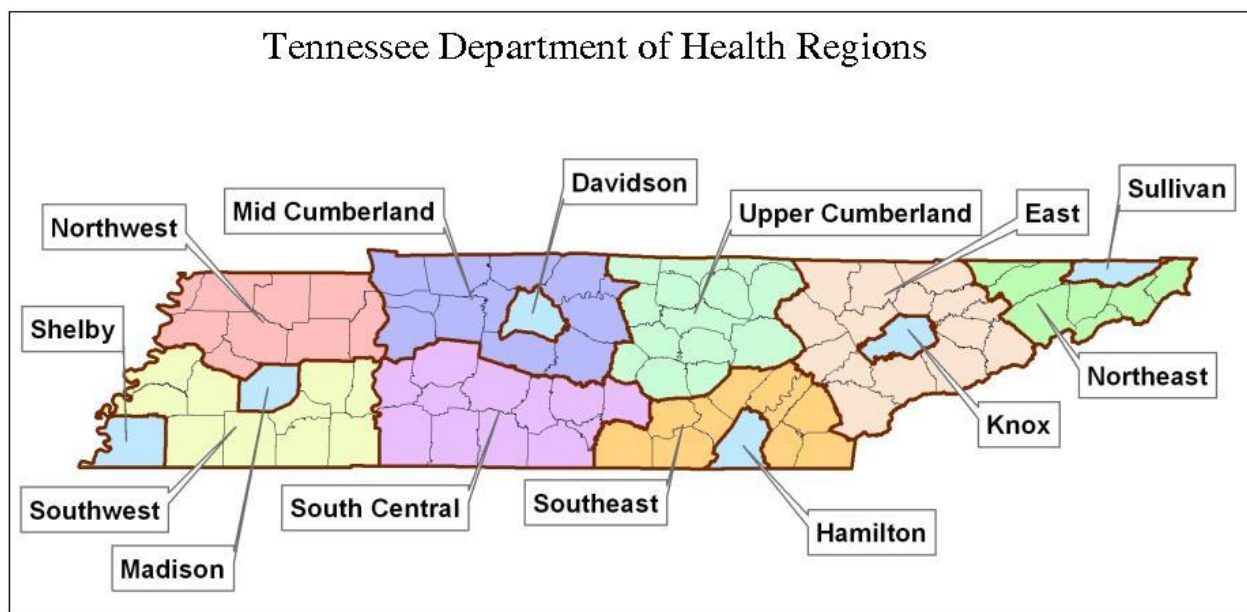 Tennessee Department of Health Regions
Davidson
Sullivan
Mid Cumberland
Upper Cumberland
East
Northwest
Shelby
Northeast
Knox
Southwest
South Central
Southeast
Hamilton
Madison